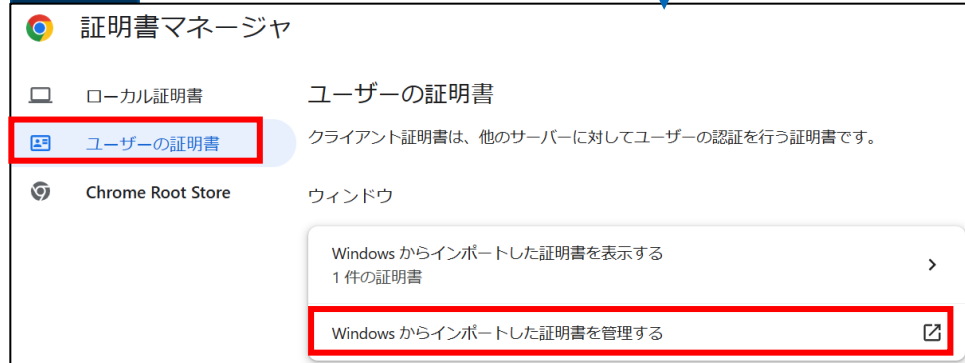 証明書マネージャ
ローカル証明書
ユーザーの証明書
Chrome Root Store
ユーザーの証明書
クライアント証明書は、他のサーバーに対してユーザーの認証を行う証明書です。
ウィンドウ
Windows からインポートした証明書を表示する
1 件の証明書
Windows からインポートした証明書を管理する